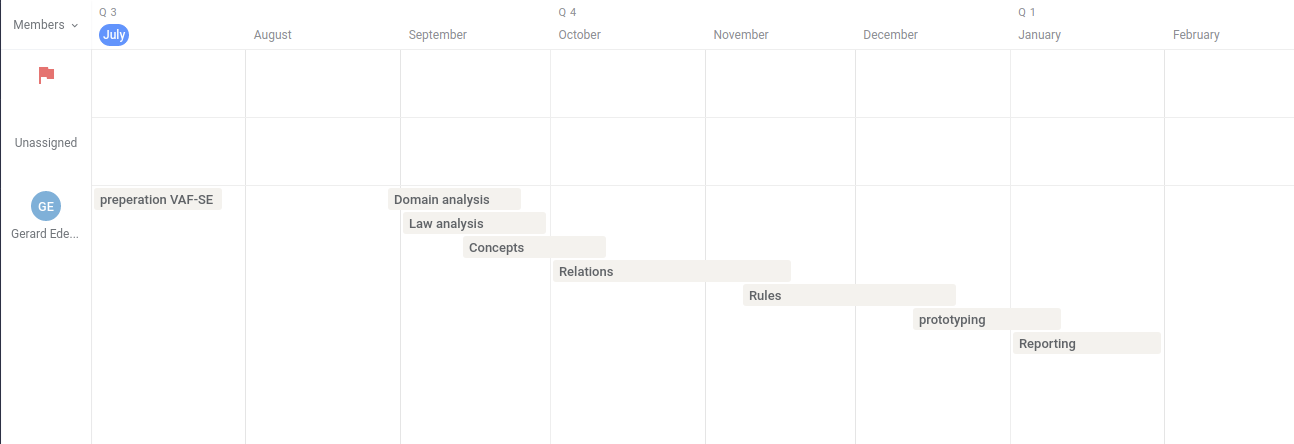 Members
Q 3
Q 4
Q 1
July
August
September
October
November
December
January
February
Unassigned
GE
Gerard Ede...
preperation VAF-SE
Domain analysis
Law analysis
Concepts
Relations
Rules
prototyping
Reporting